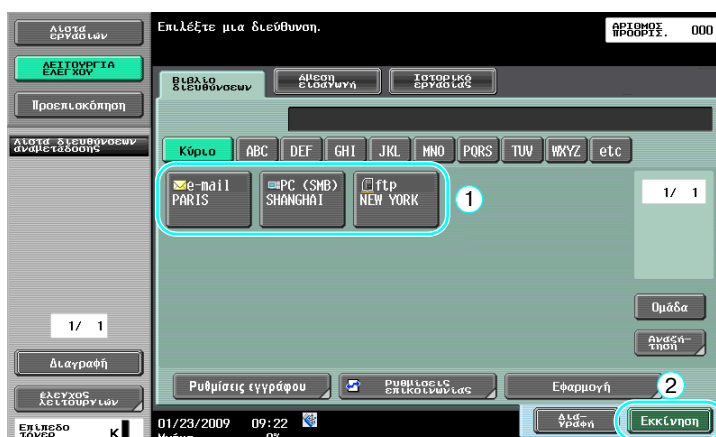 Λίστα
εργασιών
Επιλέξτε μια διεύθυνση.
ΑΡΙΘΜΟΣ
ΠΡΟΟΡΙΣ.
000
ΛΕΙΤΟΥΡΓΙΑ
ΕΛΕΓΧΟΥ
Βιβλίο
διευθύνσεων
Άμεση
εισαγωγή
Ιστορικό
εργασίας
Προεπισκόπηση
Λίστα διευθύνσεων
αναμετάδοσης
Κύριο
ABC
DEF
GHI
JKL
MNO
PQRS
TUV
WXYZ
etc
e-mail
PARIS
PC (SMB)
SHANGHAI
ftp
NEW YORK
1
1/ 1
Ομάδα
1/ 1
Αναζή-
τηση
Διαγραφή
Ρυθμίσεις εγγράφου
Ρυθμίσεις
επικοινωνίας
Εφαρμογή
2
Έλεγχος
λειτουργιών
Επίπεδο
τόνερ
K
01/23/2009 09:22
Μνήμη 0%
Δια-
γραφή
Εκκίνηση